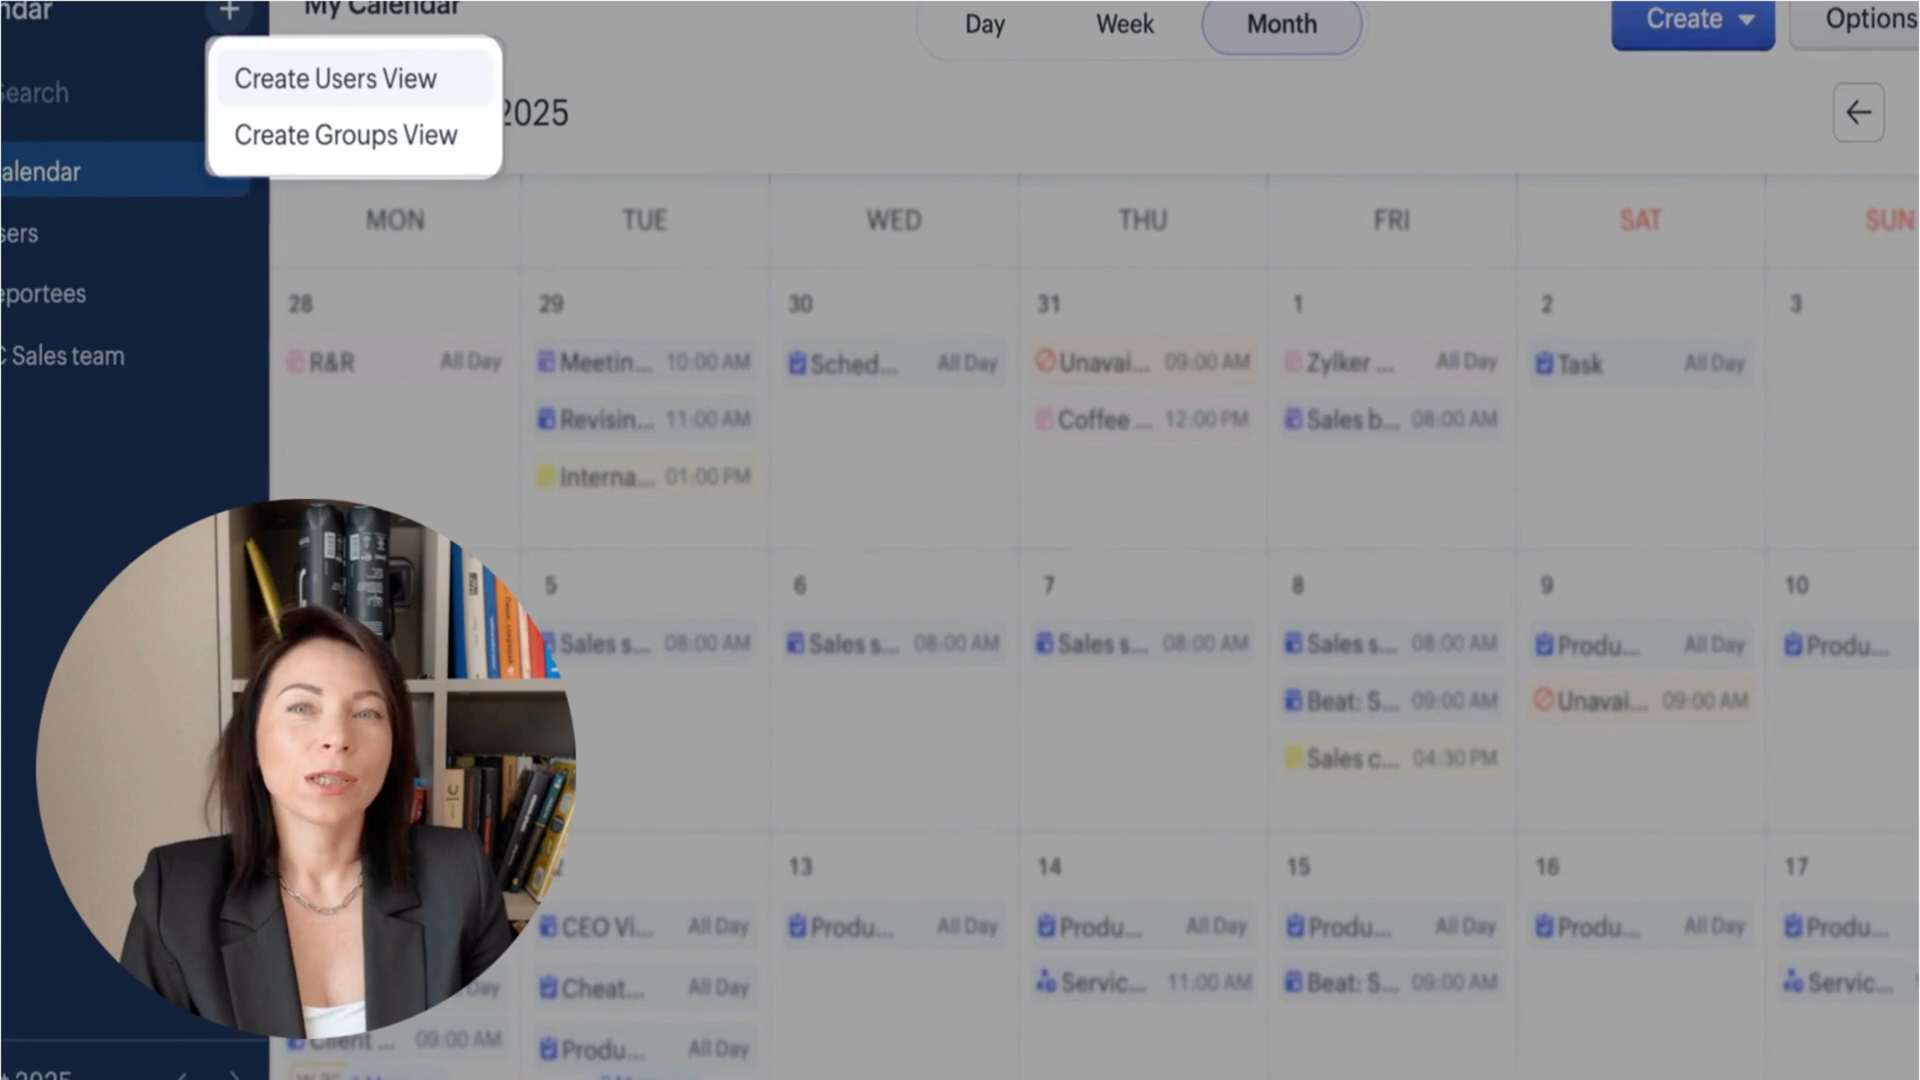 ndar
+
My Calendar
Day
Week
Month
Create
Options
Search
Create Users View
Create Groups View
2025
alendar
sers
eportees
C Sales team
MON
TUE
WED
THU
FRI
SAT
SUN
28
29
30
31
1
2
3
R&R All Day
Meetin... 10:00 AM
Sched... All Day
Unavai... 09:00 AM
Zylker ... All Day
Task All Day
Revisin... 11:00 AM
Coffee ... 12:00 PM
Sales b... 08:00 AM
Interna... 01:00 PM
5
6
7
8
9
10
Sales s... 08:00 AM
Sales s... 08:00 AM
Sales s... 08:00 AM
Sales s... 08:00 AM
Produ... All Day
Produ...
Beat: S... 09:00 AM
Unavai... 09:00 AM
Sales c... 04:30 PM
13
14
15
16
17
CEO Vi... All Day
Produ... All Day
Produ... All Day
Produ... All Day
Produ... All Day
Produ...
Cheat... All Day
Servic... 11:00 AM
Beat: S... 09:00 AM
Servic...
Day
Client ... 09:00 AM
Produ... All Day
2025